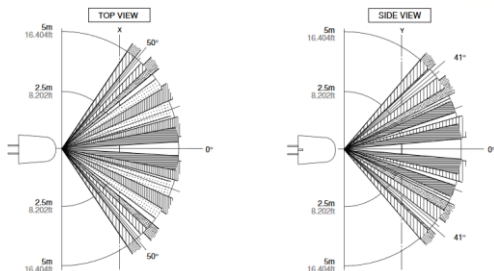 TOP VIEW
5m
16.404ft
X
50°
2.5m
8.202ft
0°
2.5m
8.202ft
50°
5m
16.404ft
SIDE VIEW
5m
16.404ft
Y
41°
2.5m
8.202ft
0°
2.5m
8.202ft
41°
5m
16.404ft